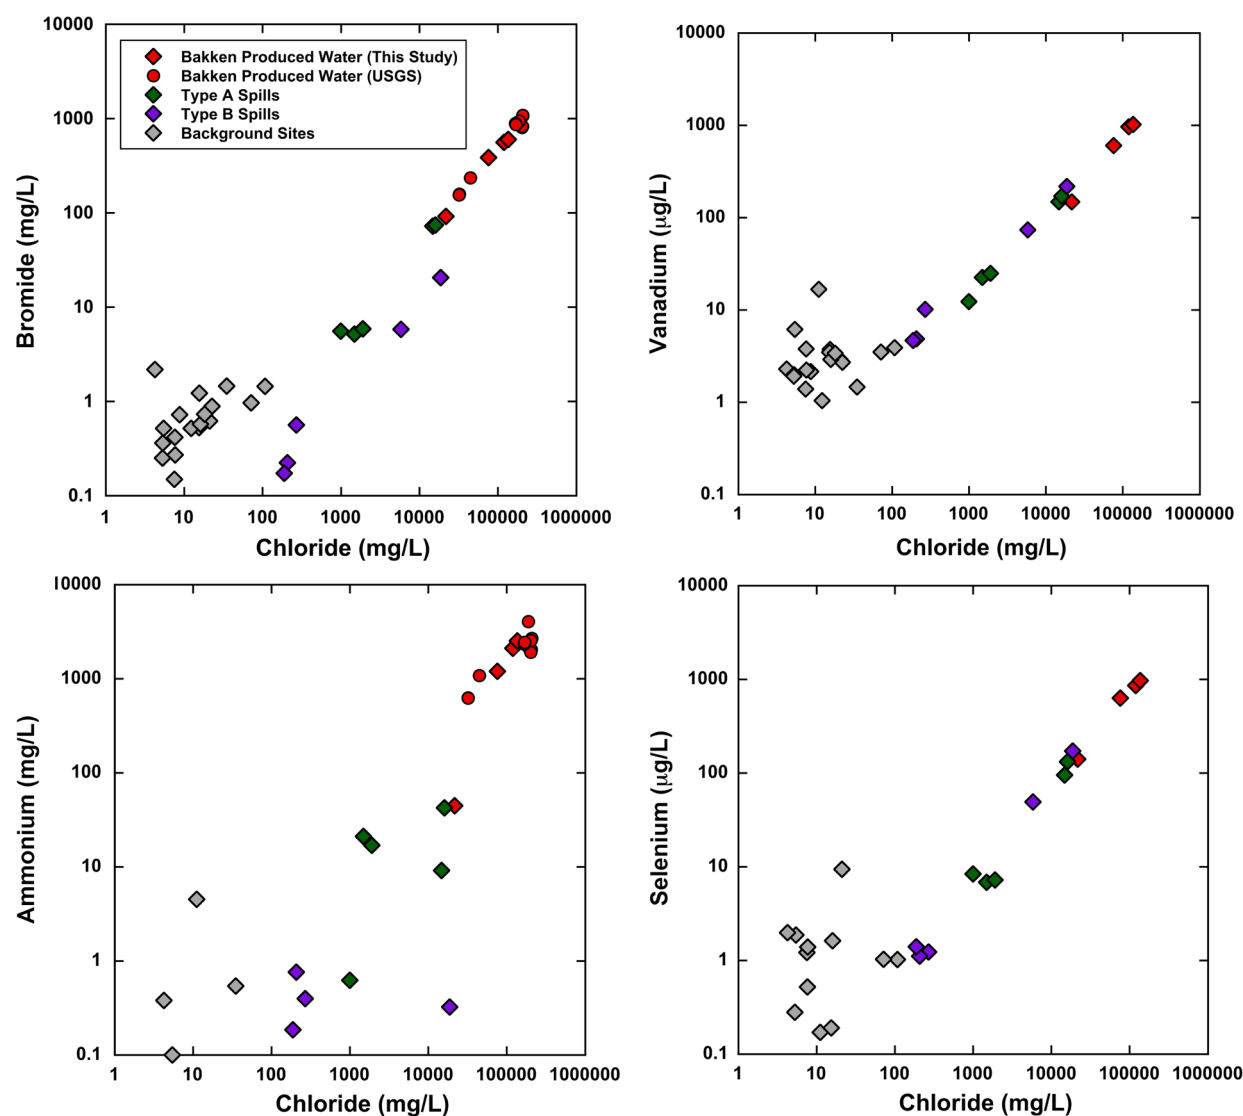 10000
1000
100
10
1
0.1
Bromide (mg/L)
Bakken Produced Water (This Study)
Bakken Produced Water (USGS)
Type A Spills
Type B Spills
Background Sites
1 10 100 1000 10000 100000 1000000
Chloride (mg/L)
10000
1000
100
10
1
0.1
Vanadium (μg/L)
1 10 100 1000 10000 100000 1000000
Chloride (mg/L)
10000
1000
100
10
1
0.1
Ammonium (mg/L)
1 10 100 1000 10000 100000 1000000
Chloride (mg/L)
10000
1000
100
10
1
0.1
Selenium (μg/L)
1 10 100 1000 10000 100000 1000000
Chloride (mg/L)